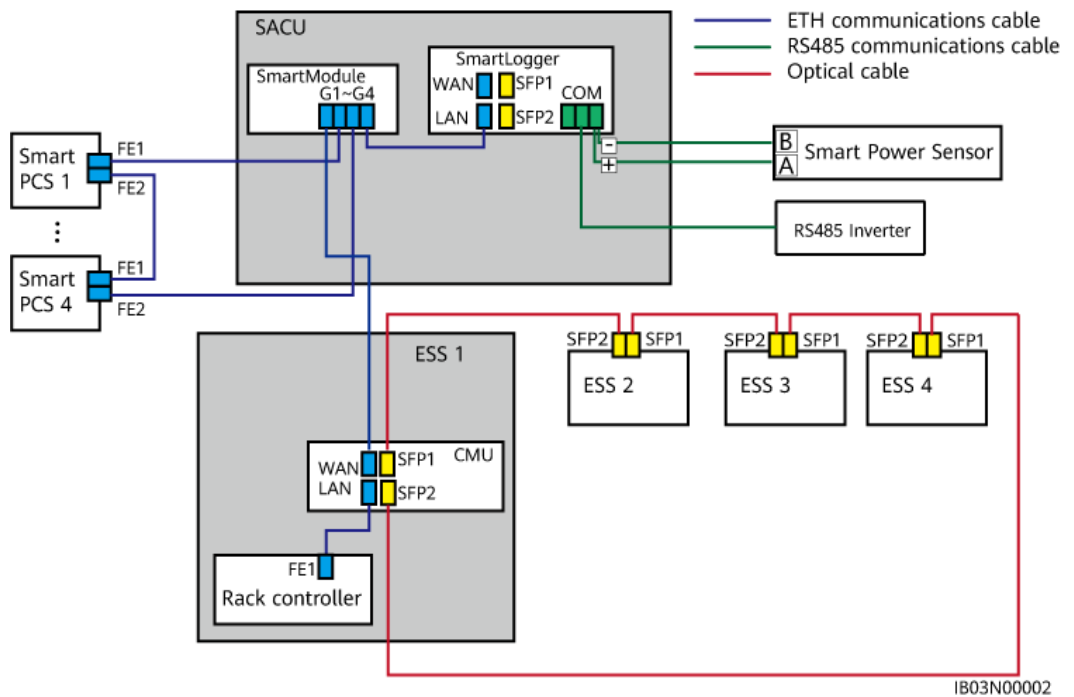 SACU
ETH communications cable
RS485 communications cable
Optical cable
SmartLogger
WAN
SFP1
LAN
SFP2
COM
SmartModule
G1~G4
Smart
PCS 1
FE1
FE2
⋮
Smart
PCS 4
FE1
FE2
−
+
B
A
Smart Power Sensor
RS485 Inverter
ESS 1
WAN
LAN
SFP1
SFP2
CMU
FE1
Rack controller
SFP2
SFP1
ESS 2
SFP2
SFP1
ESS 3
SFP2
SFP1
ESS 4
IB03N00002